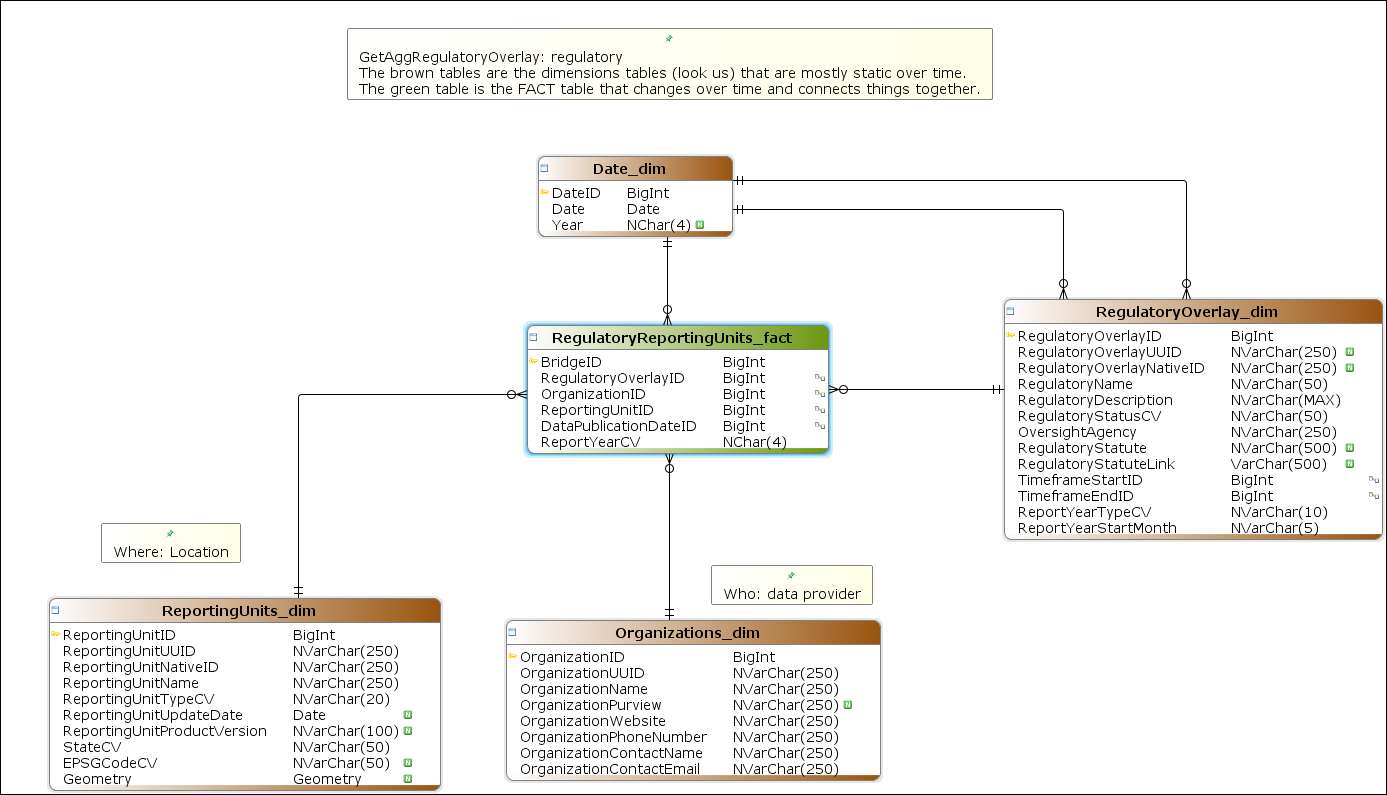 GetAggRegulatoryOverlay: regulatory
The brown tables are the dimensions tables (look us) that are mostly static over time.
The green table is the FACT table that changes over time and connects things together.
Date_dim
DateID BigInt
Date Date
Year NChar(4) N
RegulatoryReportingUnits_fact
BridgeID BigInt
RegulatoryOverlayID BigInt
OrganizationID BigInt
ReportingUnitID BigInt
DataPublicationDateID BigInt
ReportYearCV NChar(4)
RegulatoryOverlay_dim
RegulatoryOverlayID BigInt
RegulatoryOverlayUUID NVarChar(250) N
RegulatoryOverlayNativeID NVarChar(250) N
RegulatoryName NVarChar(50)
RegulatoryDescription NVarChar(MAX)
RegulatoryStatusCV NVarChar(50)
OversightAgency NVarChar(250)
RegulatoryStatute NVarChar(500) N
RegulatoryStatuteLink VarChar(500) N
TimeframeStartID BigInt
TimeframeEndID BigInt
ReportYearTypeCV NVarChar(10)
ReportYearStartMonth NVarChar(5)
Where: Location
ReportingUnits_dim
ReportingUnitID BigInt
ReportingUnitUUID NVarChar(250)
ReportingUnitNativeID NVarChar(250)
ReportingUnitName NVarChar(250)
ReportingUnitTypeCV NVarChar(20)
ReportingUnitUpdateDate Date N
ReportingUnitProductVersion NVarChar(100) N
StateCV NVarChar(50)
EPSGCodeCV NVarChar(50) N
Geometry Geometry N
Who: data provider
Organizations_dim
OrganizationID BigInt
OrganizationUUID NVarChar(250)
OrganizationName NVarChar(250)
OrganizationPurview NVarChar(250) N
OrganizationWebsite NVarChar(250)
OrganizationPhoneNumber NVarChar(250)
OrganizationContactName NVarChar(250)
OrganizationContactEmail NVarChar(250)